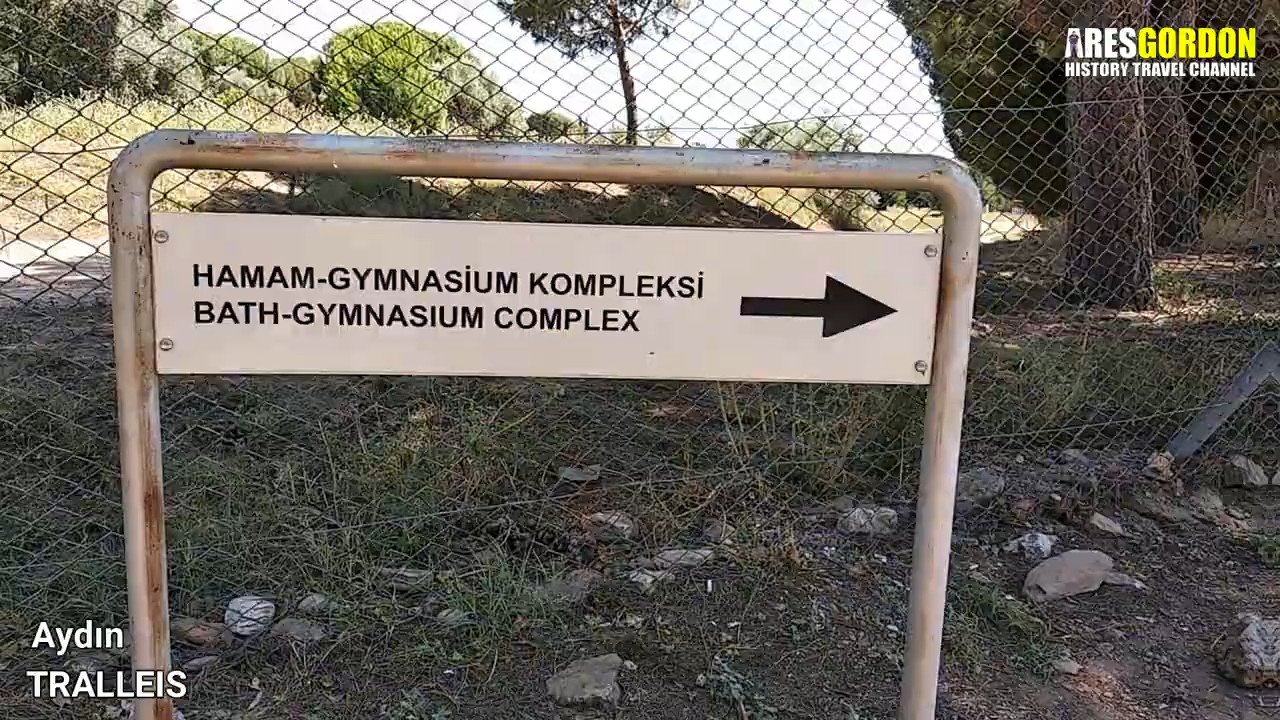 ARESGORDON
HISTORY TRAVEL CHANNEL
HAMAM-GYMNASİUM KOMPLEKSİ
BATH-GYMNASIUM COMPLEX
Aydın
TRALLEIS